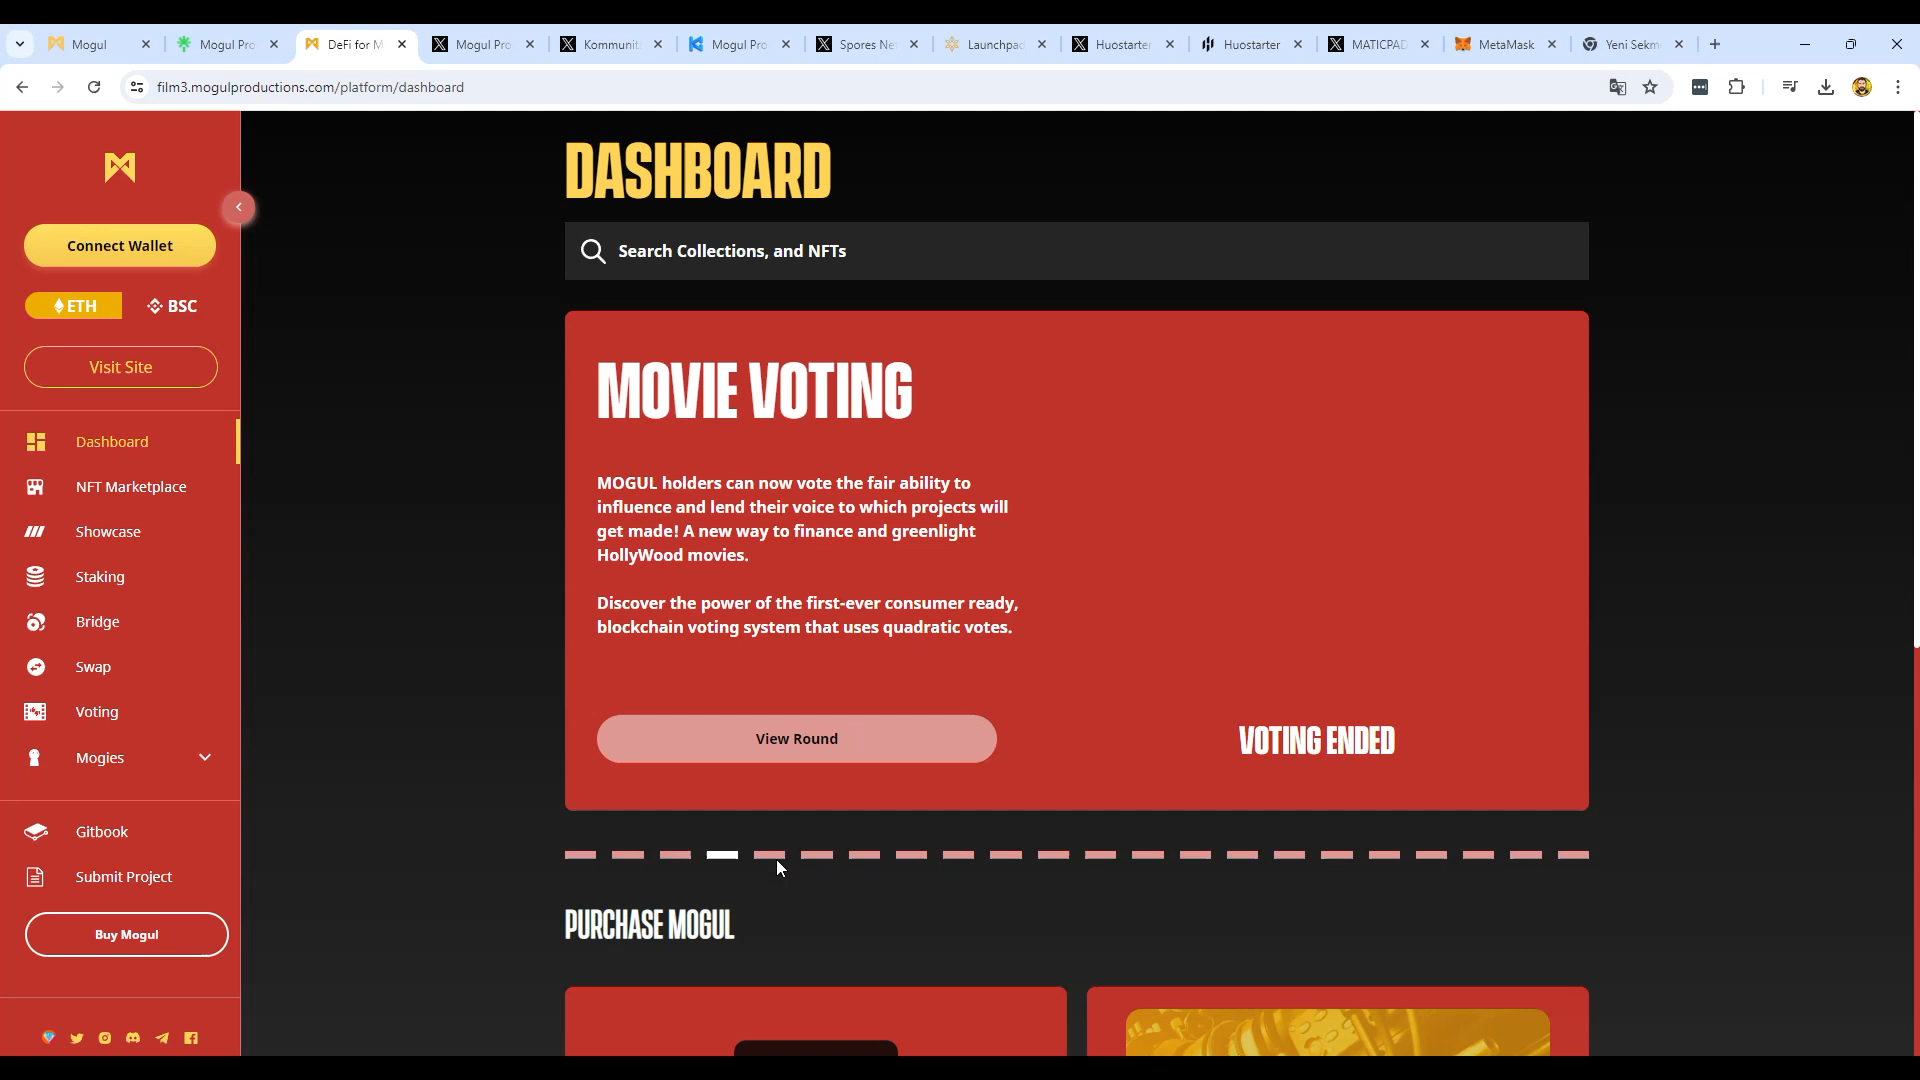 Mogul
Mogul Pro
DeFi for M
Mogul Pro
Kommunit
Mogul Pro
Spores Ne
Launchpad
Huostarter
Huostarter
MATICPAD
MetaMask
Yeni Sekm
film3.mogulproductions.com/platform/dashboard
Connect Wallet
ETH
BSC
Visit Site
Dashboard
NFT Marketplace
Showcase
Staking
Bridge
Swap
Voting
Mogies
Gitbook
Submit Project
Buy Mogul
DASHBOARD
Search Collections, and NFTs
MOVIE VOTING
MOGUL holders can now vote the fair ability to
influence and lend their voice to which projects will
get made! A new way to finance and greenlight
HollyWood movies.
Discover the power of the first-ever consumer ready,
blockchain voting system that uses quadratic votes.
View Round
VOTING ENDED
PURCHASE MOGUL